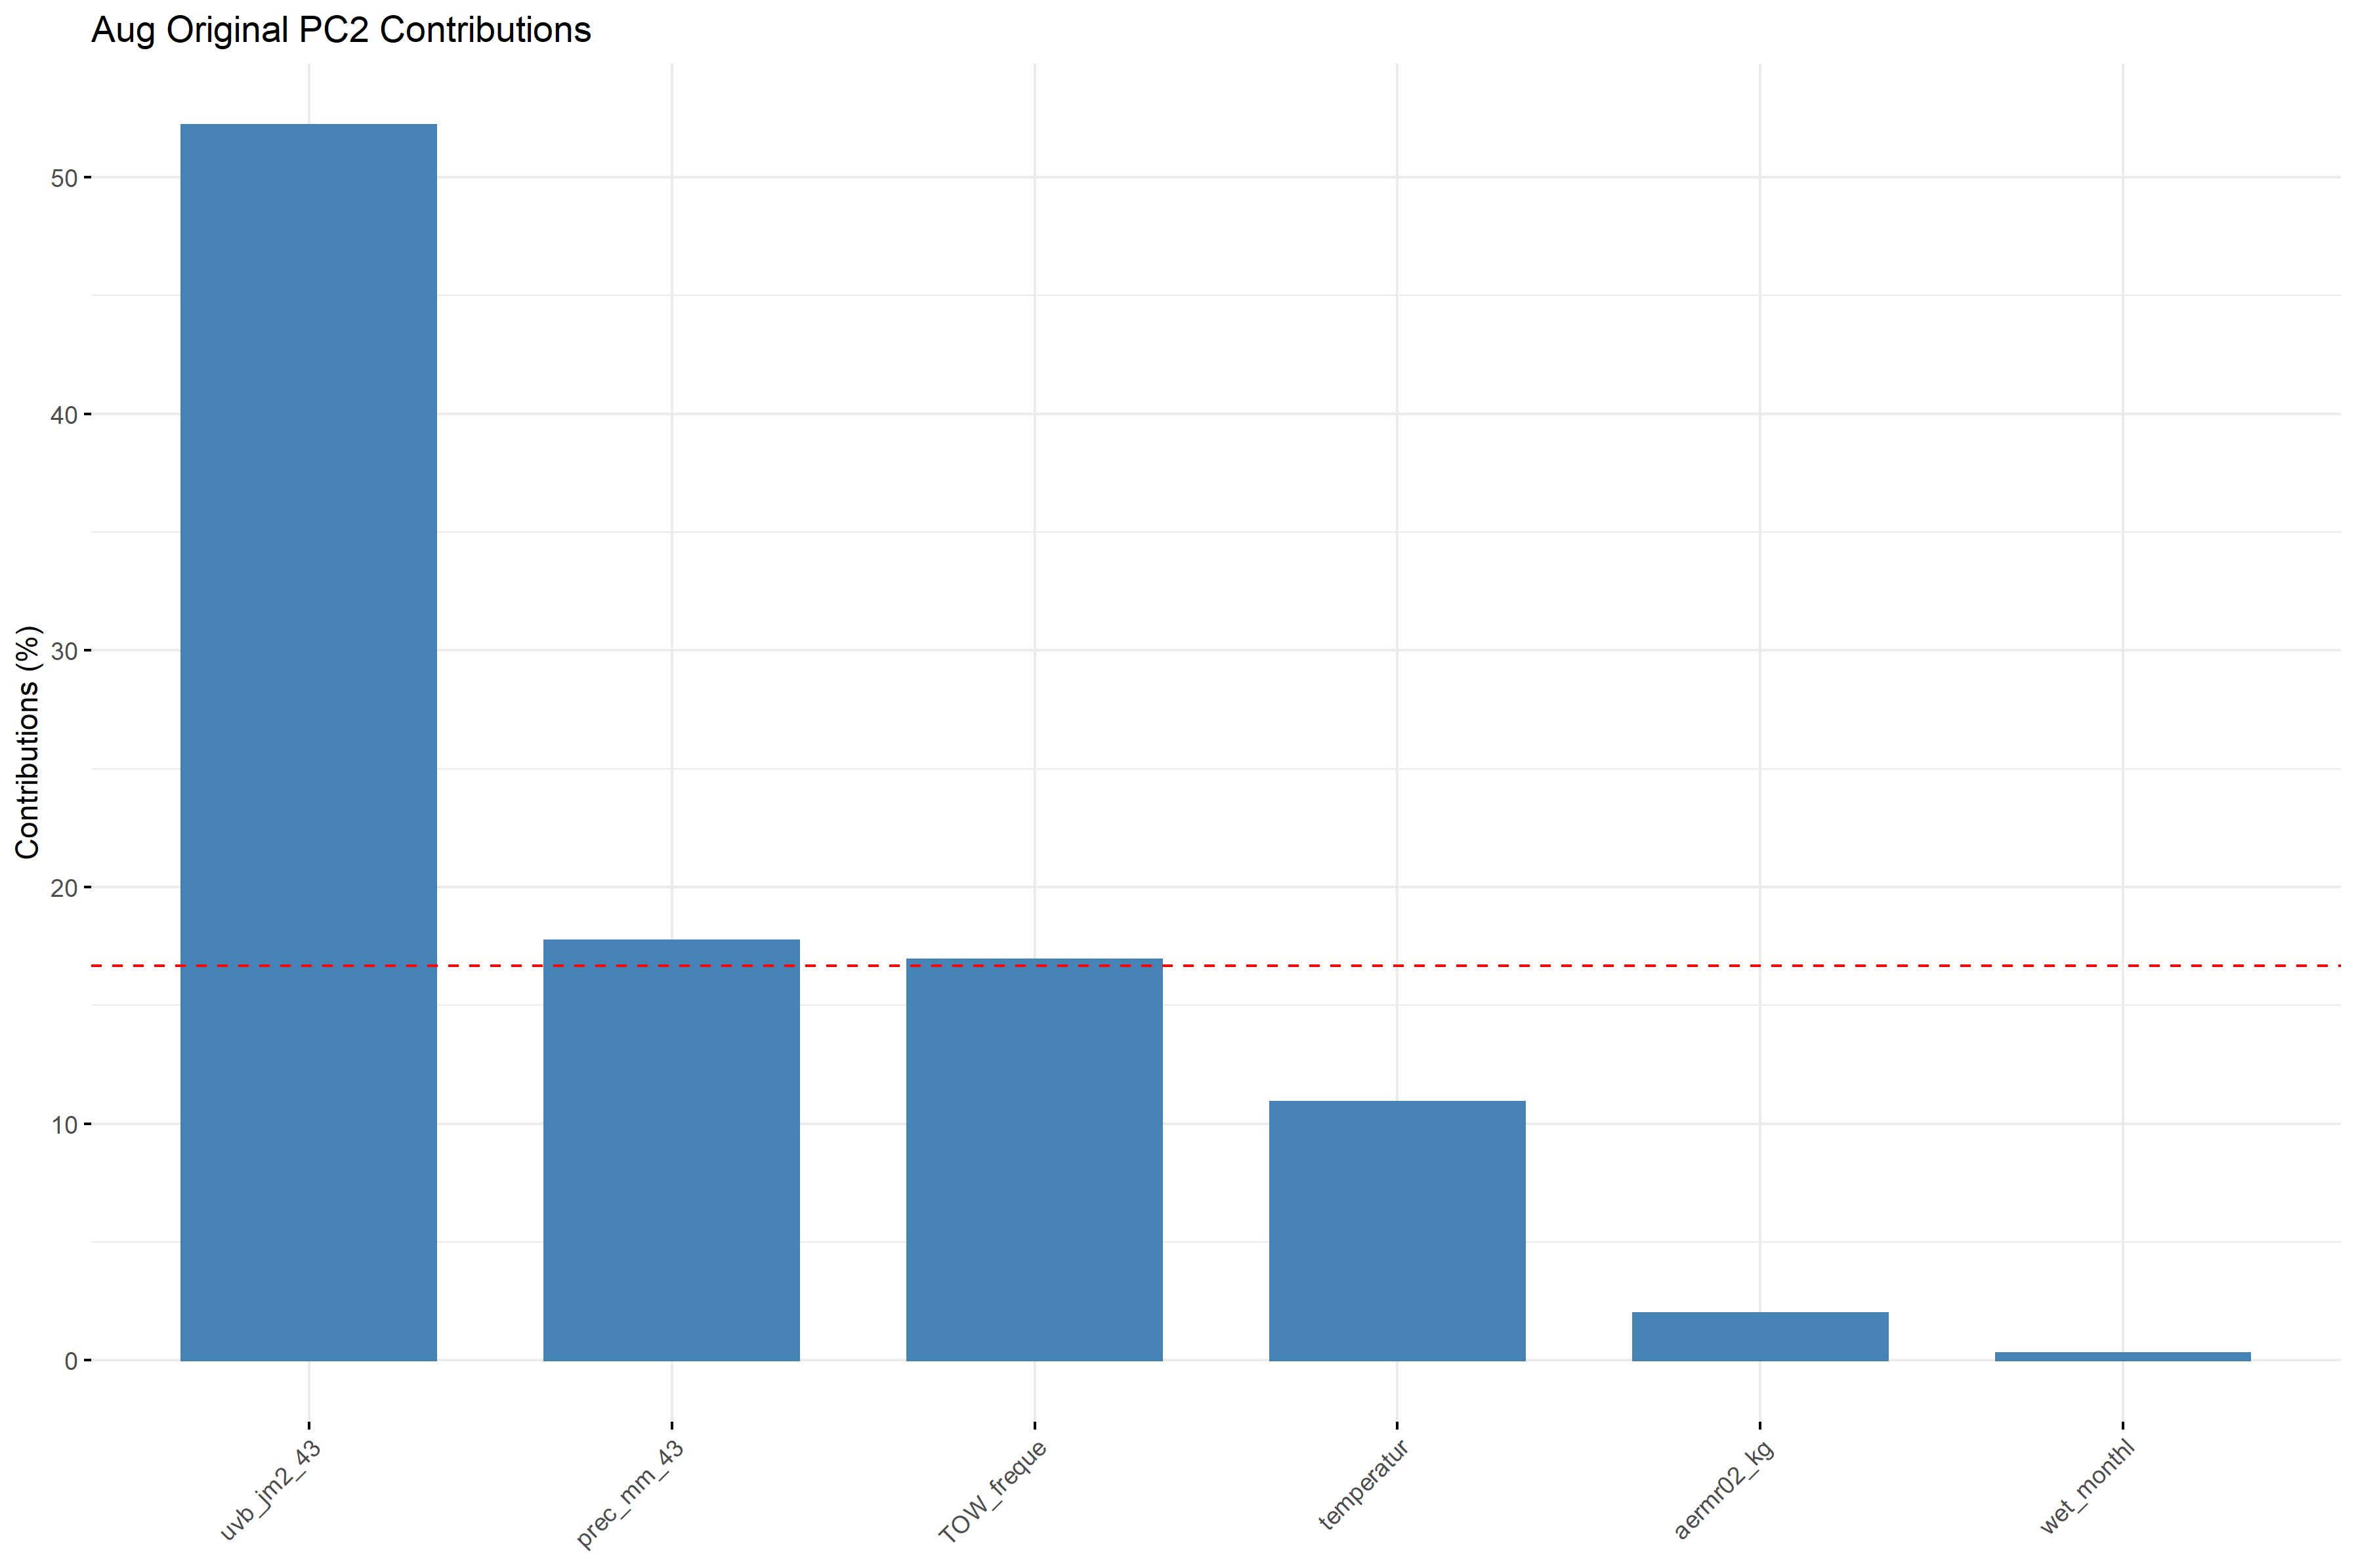 Aug Original PC2 Contributions
Contributions (%)
50
40
30
20
10
0
uvb_jm2_43
prec_mm_43
TOW_freque
temperatur
aermr02_kg
wet_monthl